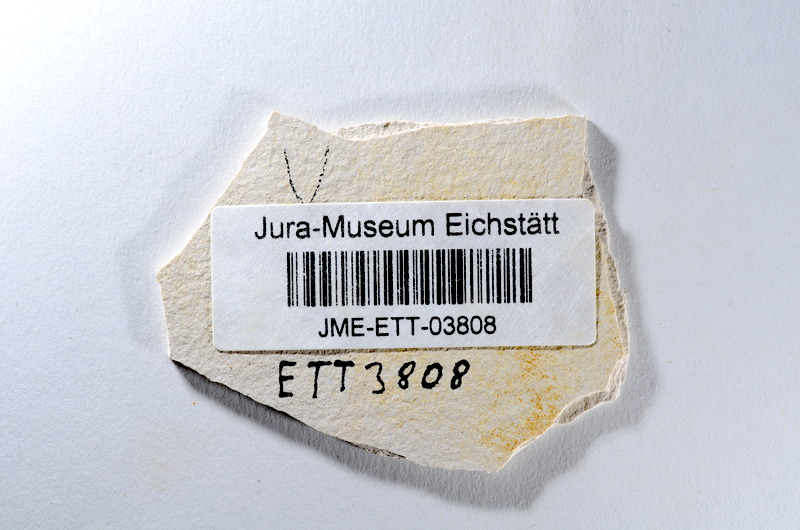 V
Jura-Museum Eichstätt
JME-ETT-03808
ETT3808